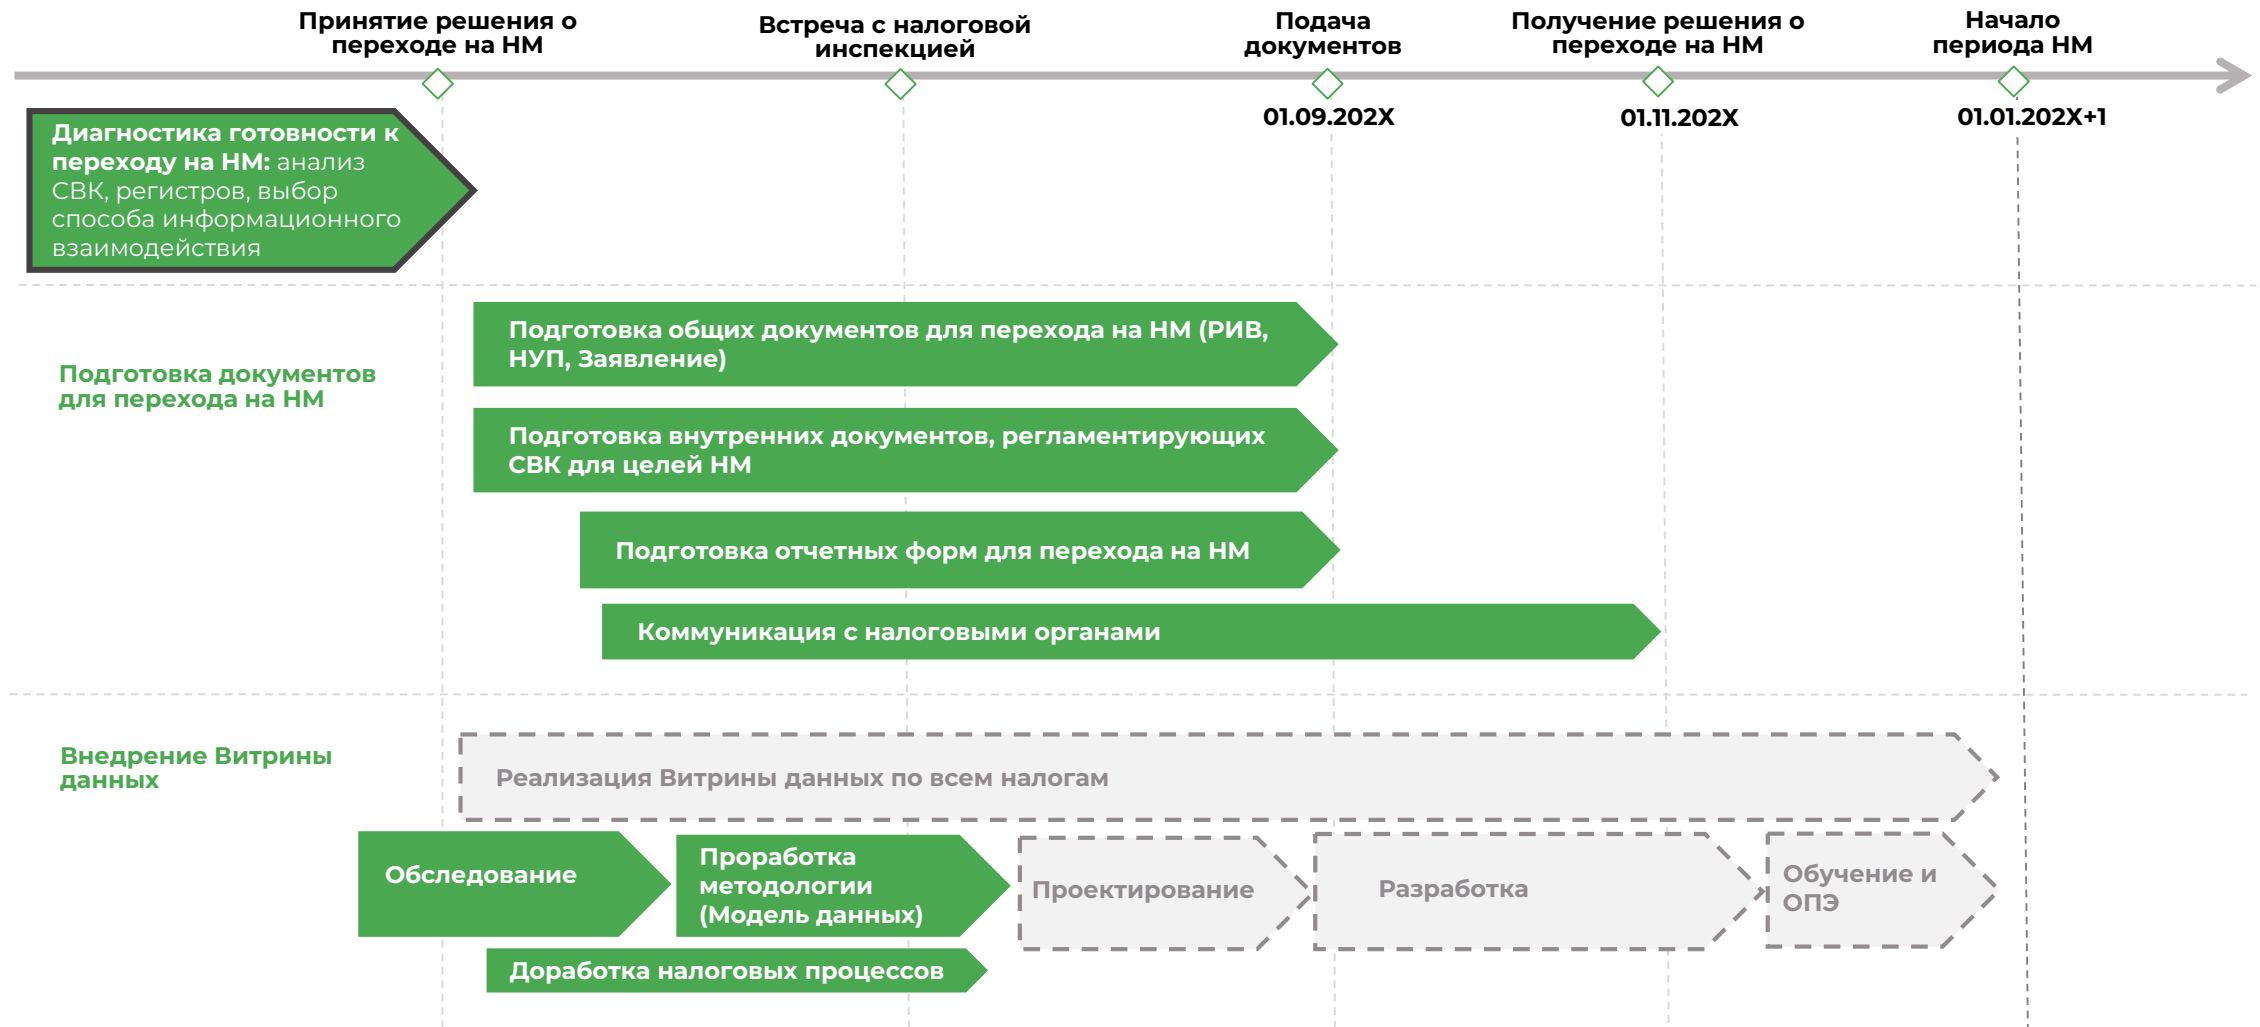 Принятие решения о
переходе на НМ
Встреча с налоговой
инспекцией
Подача
документов
Получение решения о
переходе на НМ
Начало
периода НМ
01.09.202X
01.11.202X
01.01.202X+1
Диагностика готовности к
переходу на НМ: анализ
СВК, регистров, выбор
способа информационного
взаимодействия
Подготовка документов
для перехода на НМ
Подготовка общих документов для перехода на НМ (РИВ,
НУП, Заявление)
Подготовка внутренних документов, регламентирующих
СВК для целей НМ
Подготовка отчетных форм для перехода на НМ
Коммуникация с налоговыми органами
Внедрение Витрины
данных
Реализация Витрины данных по всем налогам
Обследование
Проработка
методологии
(Модель данных)
Проектирование
Разработка
Обучение и
ОПЭ
Доработка налоговых процессов